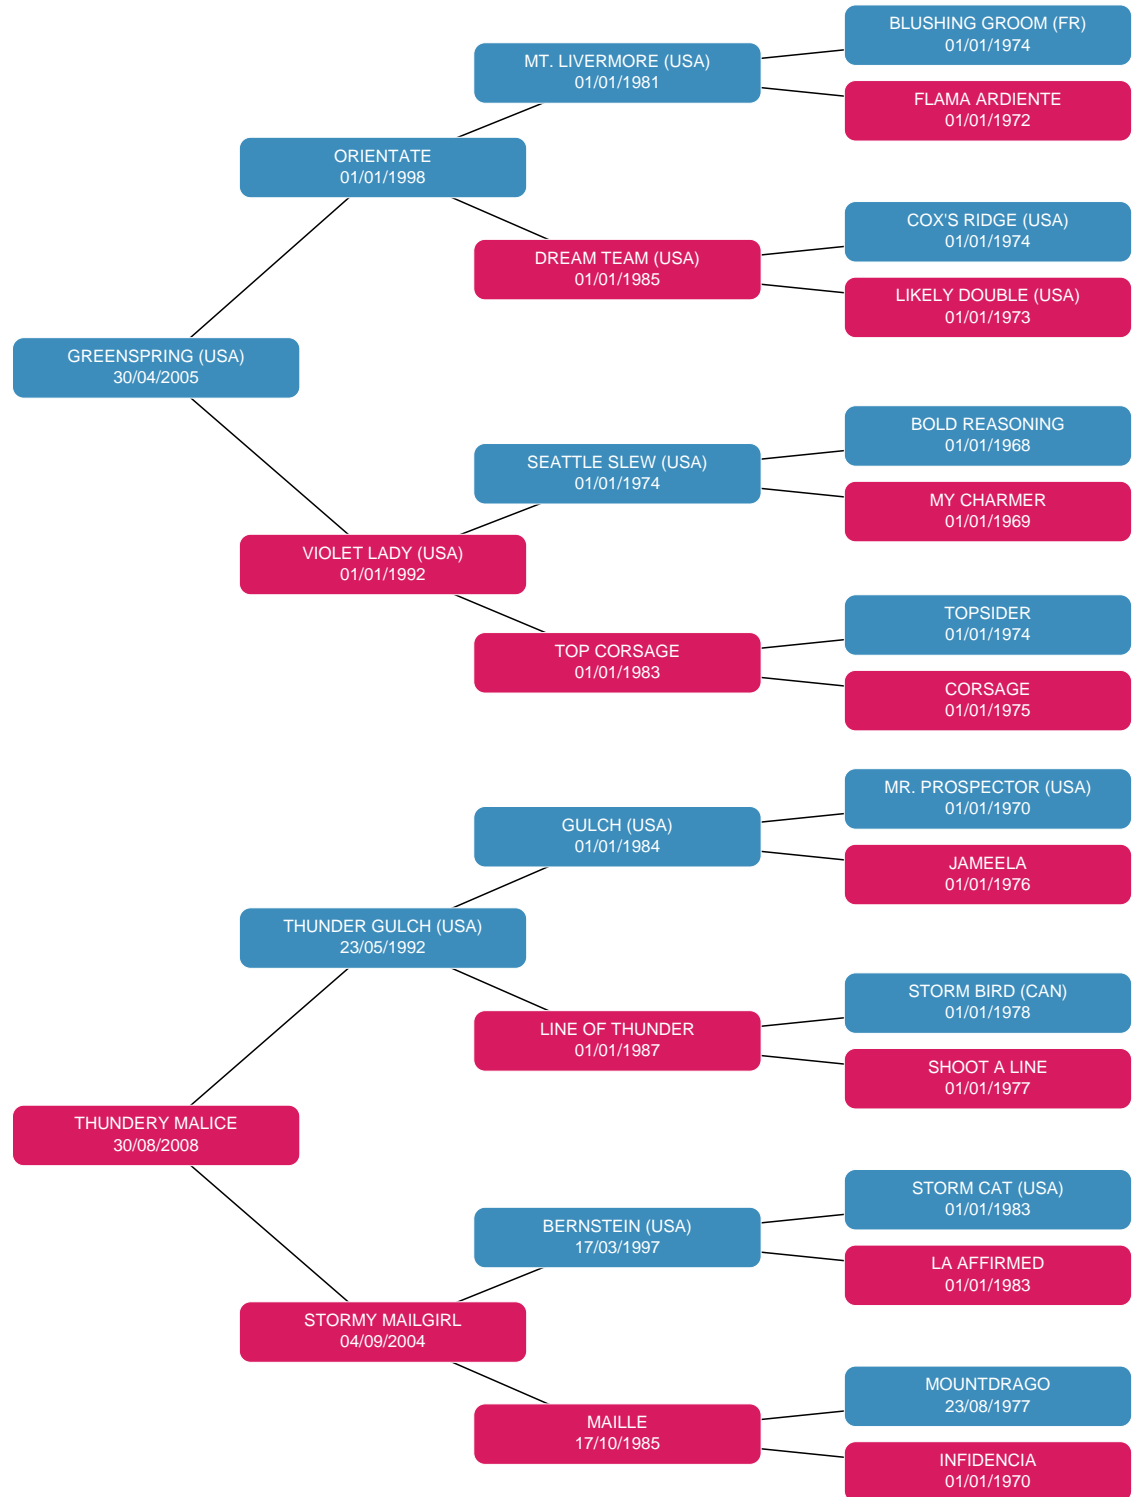 BLUSHING GROOM (FR)
01/01/1974
MT. LIVERMORE (USA)
01/01/1981
FLAMA ARDIENTE
01/01/1972
ORIENTATE
01/01/1998
COX'S RIDGE (USA)
01/01/1974
DREAM TEAM (USA)
01/01/1985
LIKELY DOUBLE (USA)
01/01/1973
GREENSPRING (USA)
30/04/2005
BOLD REASONING
01/01/1968
SEATTLE SLEW (USA)
01/01/1974
MY CHARMER
01/01/1969
VIOLET LADY (USA)
01/01/1992
TOPSIDER
01/01/1974
TOP CORSAGE
01/01/1983
CORSAGE
01/01/1975
MR. PROSPECTOR (USA)
01/01/1970
GULCH (USA)
01/01/1984
JAMEELA
01/01/1976
THUNDER GULCH (USA)
23/05/1992
STORM BIRD (CAN)
01/01/1978
LINE OF THUNDER
01/01/1987
SHOOT A LINE
01/01/1977
THUNDERY MALICE
30/08/2008
STORM CAT (USA)
01/01/1983
BERNSTEIN (USA)
17/03/1997
LA AFFIRMED
01/01/1983
STORMY MAILGIRL
04/09/2004
MOUNTDRAGO
23/08/1977
MAILLE
17/10/1985
INFIDENCIA
01/01/1970